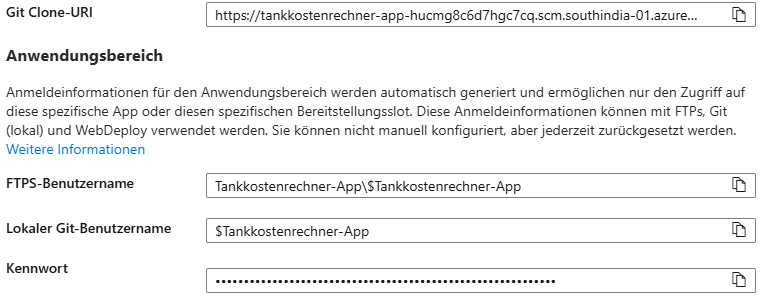 Git Clone-URI
https://tankkostenrechner-app-hucmg8c6d7hgc7cq.scm.southindia-01.azure...
Anwendungsbereich
Anmeldeinformationen für den Anwendungsbereich werden automatisch generiert und ermöglichen nur den Zugriff auf
diese spezifische App oder diesen spezifischen Bereitstellungsslot. Diese Anmeldeinformationen können mit FTPs, Git
(lokal) und WebDeploy verwendet werden. Sie können nicht manuell konfiguriert, aber jederzeit zurückgesetzt werden.
Weitere Informationen
FTPS-Benutzername
Tankkostenrechner-App\$Tankkostenrechner-App
Lokaler Git-Benutzername
$Tankkostenrechner-App
Kennwort